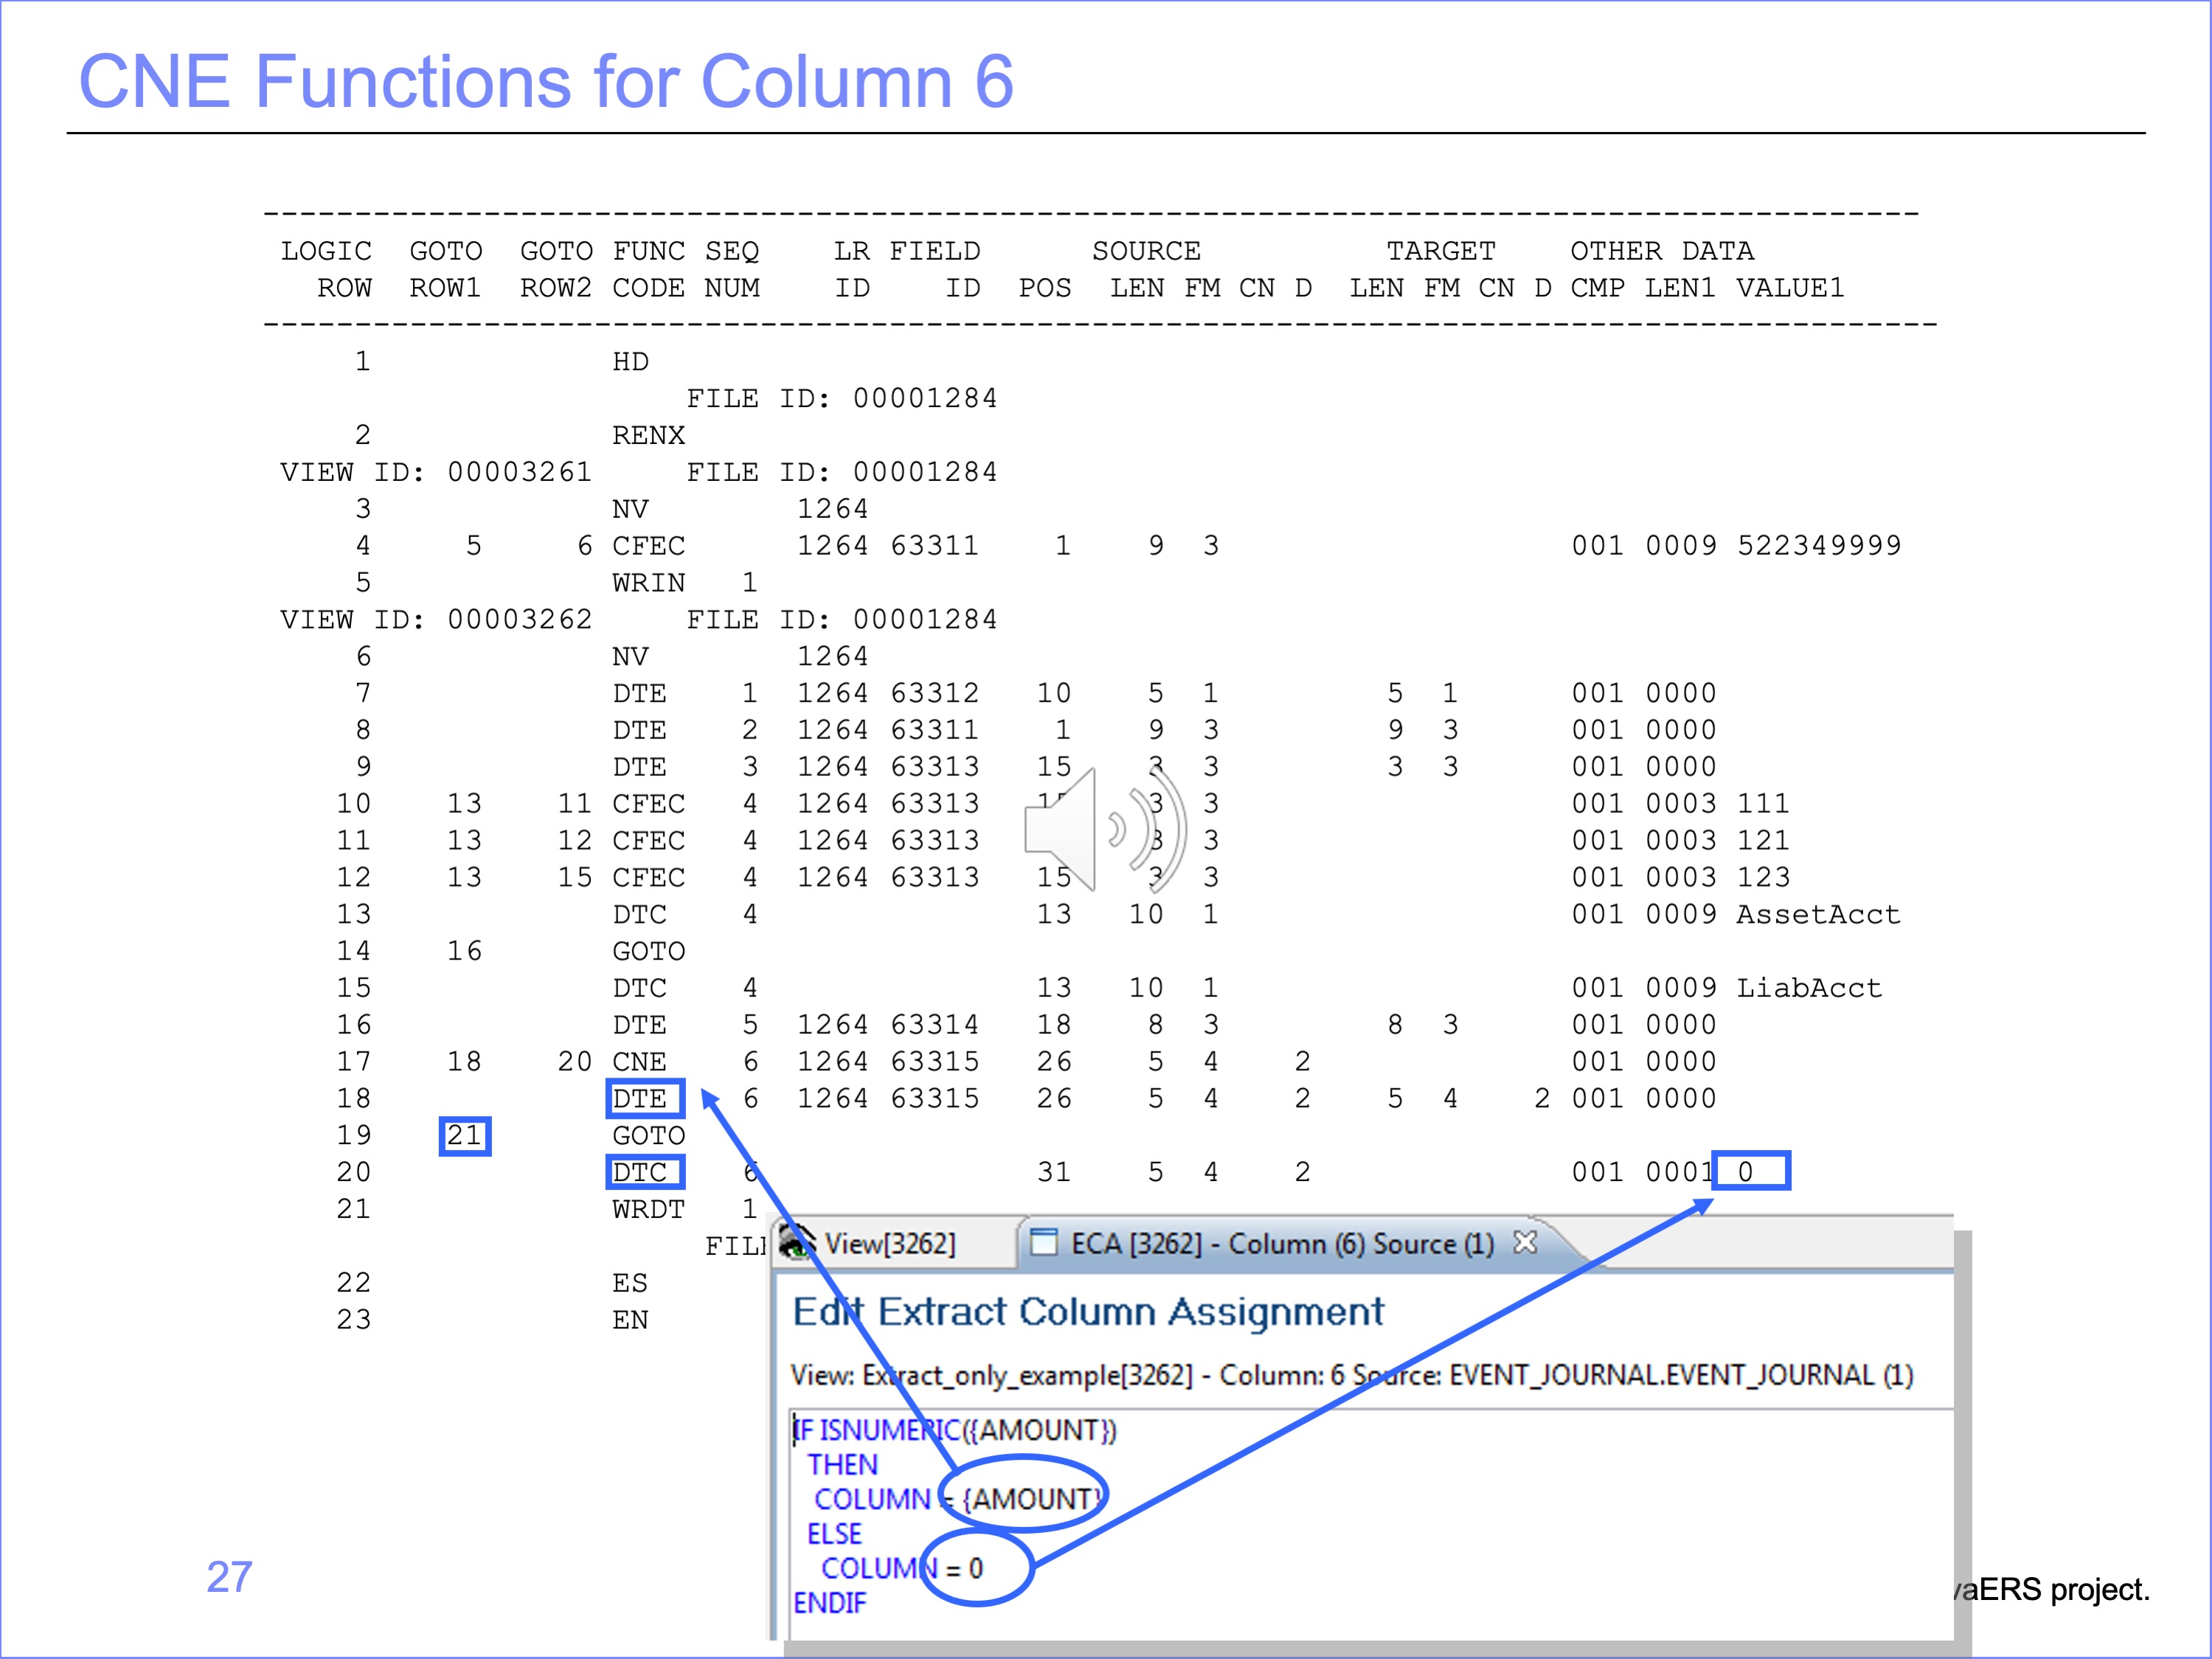 CNE Functions for Column 6
LOGIC GOTO GOTO FUNC SEQ LR FIELD SOURCE TARGET OTHER DATA
ROW ROW1 ROW2 CODE NUM ID ID POS LEN FM CN D LEN FM CN D CMP LEN1 VALUE1
1 HD
FILE ID: 00001284
2 RENX
VIEW ID: 00003261 FILE ID: 00001284
3 NV 1264
4 5 6 CFEC 1264 63311 1 9 3 001 0009 522349999
5 WRIN 1
VIEW ID: 00003262 FILE ID: 00001284
6 NV 1264
7 DTE 1 1264 63312 10 5 1 5 1 001 0000
8 DTE 2 1264 63311 1 9 3 9 3 001 0000
9 DTE 3 1264 63313 15 3 3 3 3 001 0000
10 13 11 CFEC 4 1264 63313 15 3 3 001 0003 111
11 13 12 CFEC 4 1264 63313 3 3 001 0003 121
12 13 15 CFEC 4 1264 63313 15 3 3 001 0003 123
13 DTC 4 13 10 1 001 0009 AssetAcct
14 16 GOTO
15 DTC 4 13 10 1 001 0009 LiabAcct
16 DTE 5 1264 63314 18 8 3 8 3 001 0000
17 18 20 CNE 6 1264 63315 26 5 4 2 001 0000
18 DTE 6 1264 63315 26 5 4 2 5 4 2 001 0000
19 21 GOTO
20 DTC 6 31 5 4 2 001 0001 0
21 WRDT 1
22 ES
23 EN
View[3262] ECA [3262] - Column (6) Source (1)
Edit Extract Column Assignment
View: Extract_only_example[3262] - Column: 6 Source: EVENT_JOURNAL.EVENT_JOURNAL (1)
IF ISNUMERIC({AMOUNT})
THEN
COLUMN = {AMOUNT}
ELSE
COLUMN = 0
ENDIF
27
vaERS project.